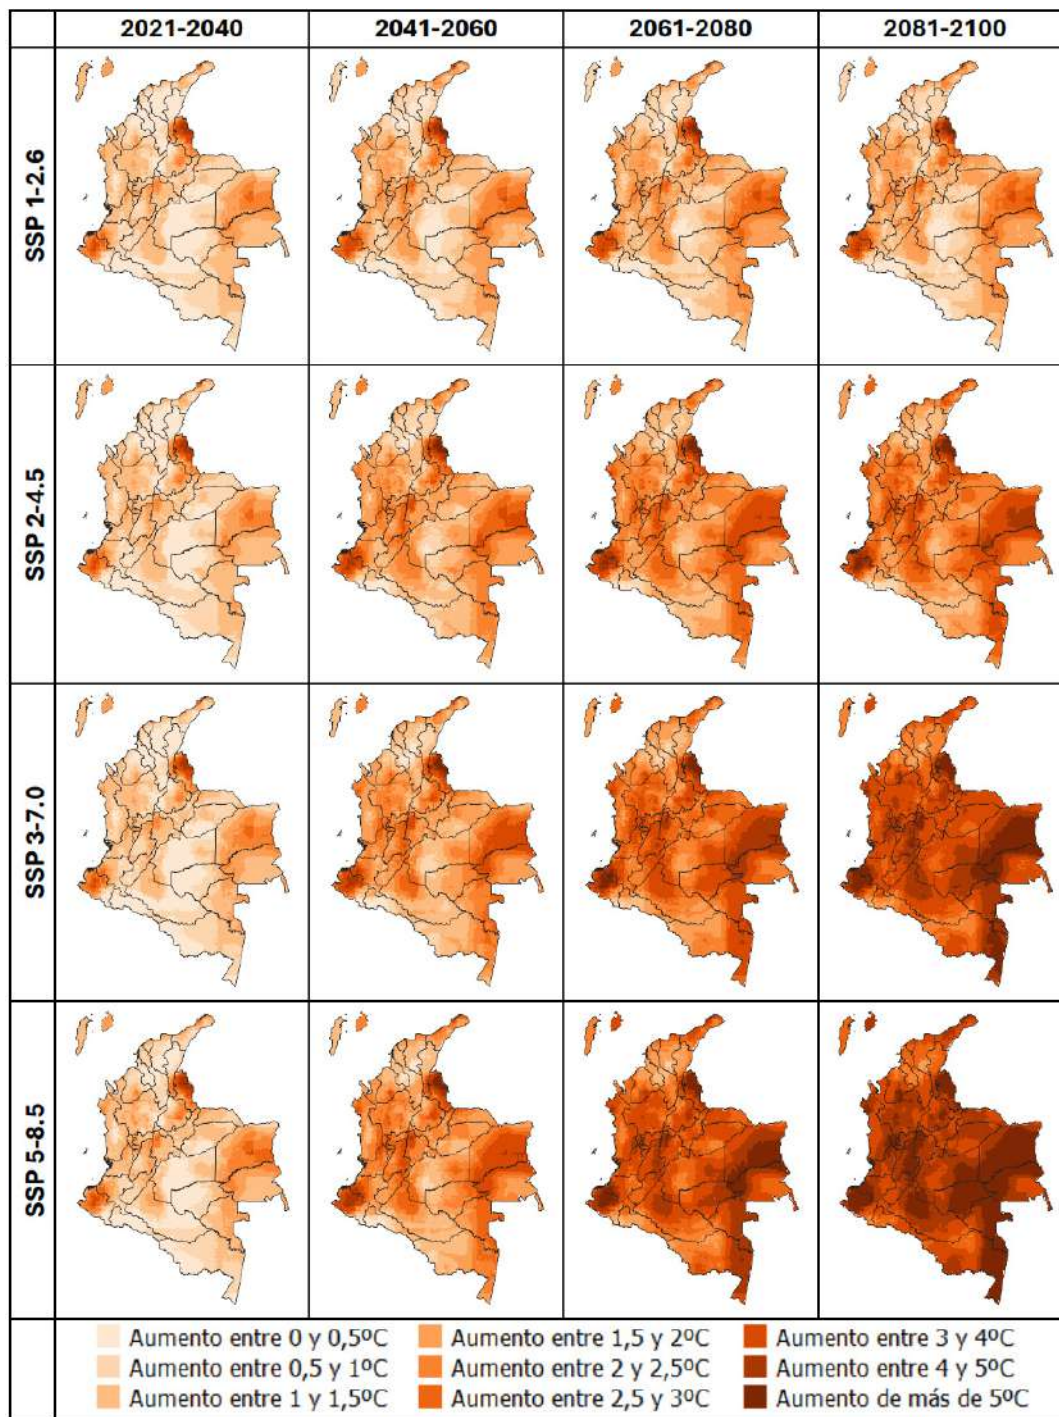 2021-2040 2041-2060 2061-2080 2081-2100
SSP 1-2.6
SSP 2-4.5
SSP 3-7.0
SSP 5-8.5
Aumento entre 0 y 0,5ºC Aumento entre 1,5 y 2ºC Aumento entre 3 y 4ºC
Aumento entre 0,5 y 1ºC Aumento entre 2 y 2,5ºC Aumento entre 4 y 5ºC
Aumento entre 1 y 1,5ºC Aumento entre 2,5 y 3ºC Aumento de más de 5ºC